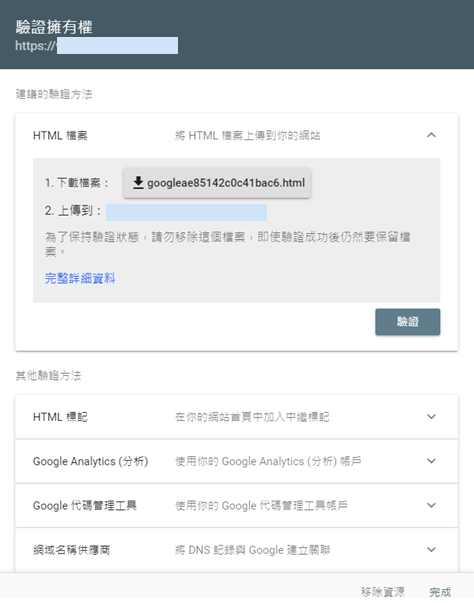 驗證擁有權
https://
建議的驗證方法
HTML 檔案 將 HTML 檔案上傳到你的網站
1. 下載檔案： googleae85142c0c41bac6.html
2. 上傳到：
為了保持驗證狀態，請勿移除這個檔案，即使驗證成功後仍然要保留檔
案。
完整詳細資料
驗證
其他驗證方法
HTML 標記 在你的網站首頁中加入中繼標記
Google Analytics (分析) 使用你的 Google Analytics (分析) 帳戶
Google 代碼管理工具 使用你的 Google 代碼管理工具帳戶
網域名稱供應商 將 DNS 記錄與 Google 建立關聯
移除資源 完成